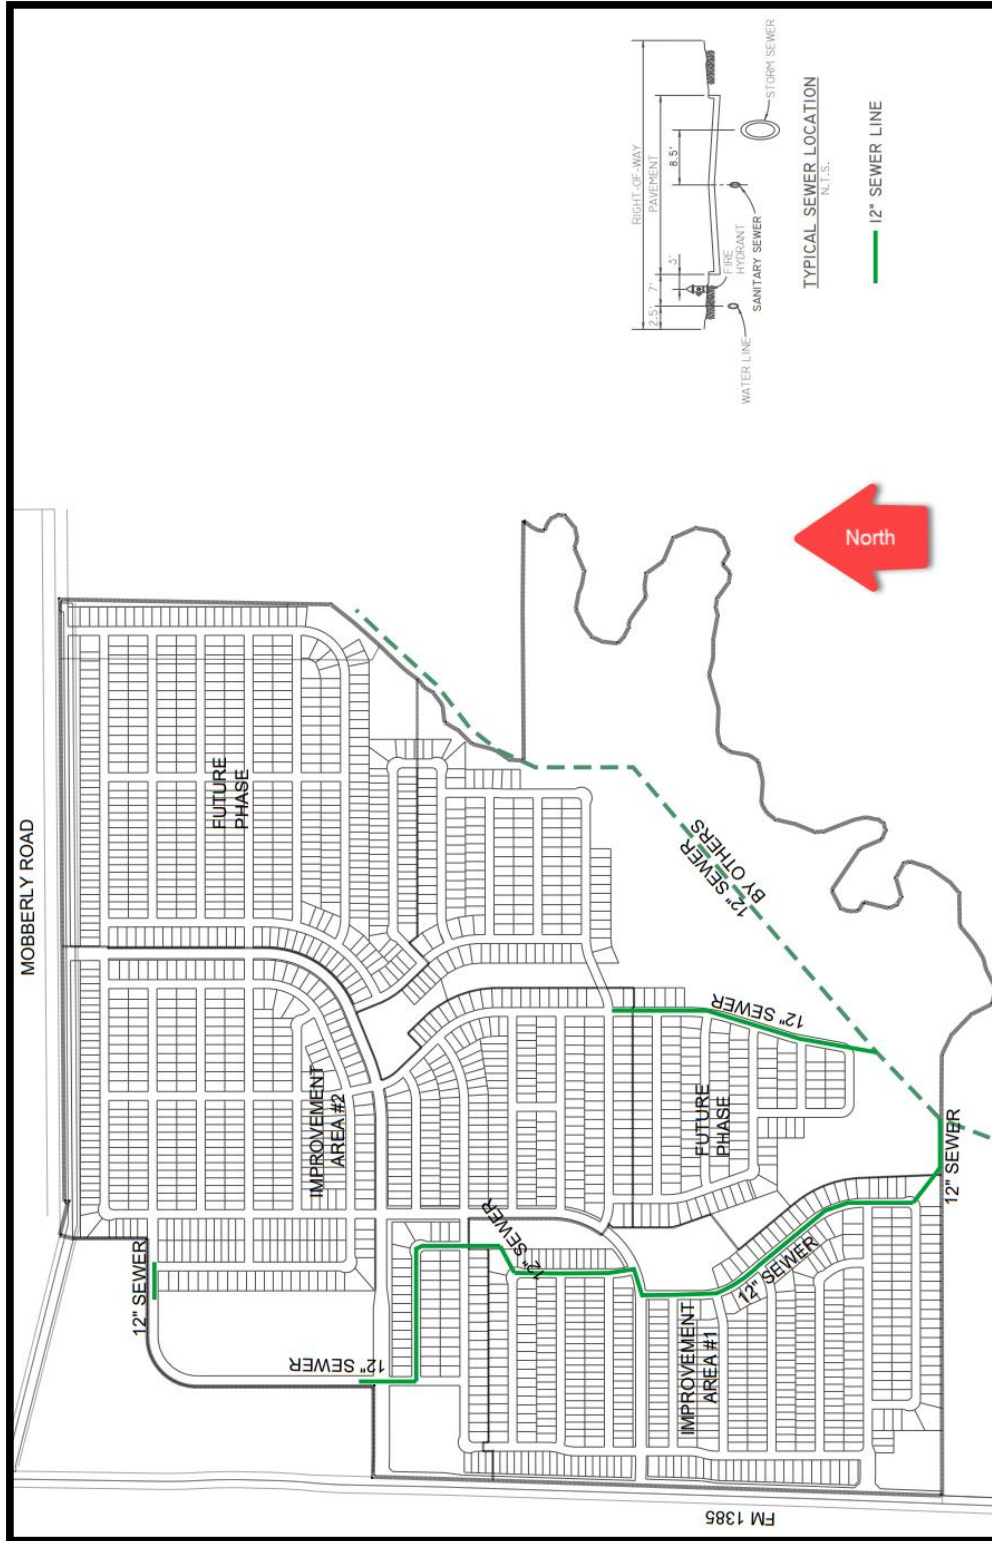 RIGHT-OF-WAY
PAVEMENT
8.5'
3'
7'
2.5'
STORM SEWER
FIRE
HYDRANT
SANITARY SEWER
WATER LINE
TYPICAL SEWER LOCATION
N.T.S.
12" SEWER LINE
North
MOBBERLY ROAD
FUTURE
PHASE
12" SEWER
BY OTHERS
12" SEWER
IMPROVEMENT
AREA #2
FUTURE
PHASE
12" SEWER
12" SEWER
12" SEWER
12" SEWER
12" SEWER
IMPROVEMENT
AREA #1
FM 1385